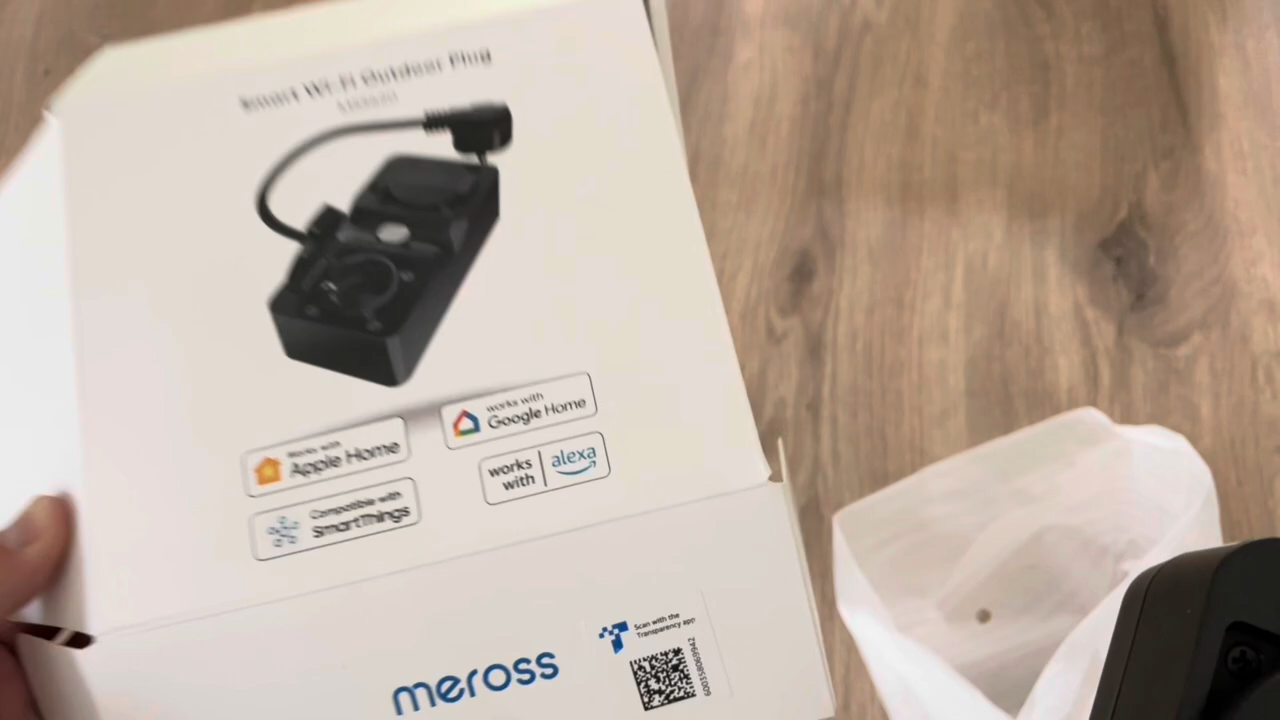 Smart Wi-Fi Outdoor Plug
works with
Apple Home
works with
Google Home
Compatible with
SmartThings
works
with
alexa
meross
Scan with the
Transparency app